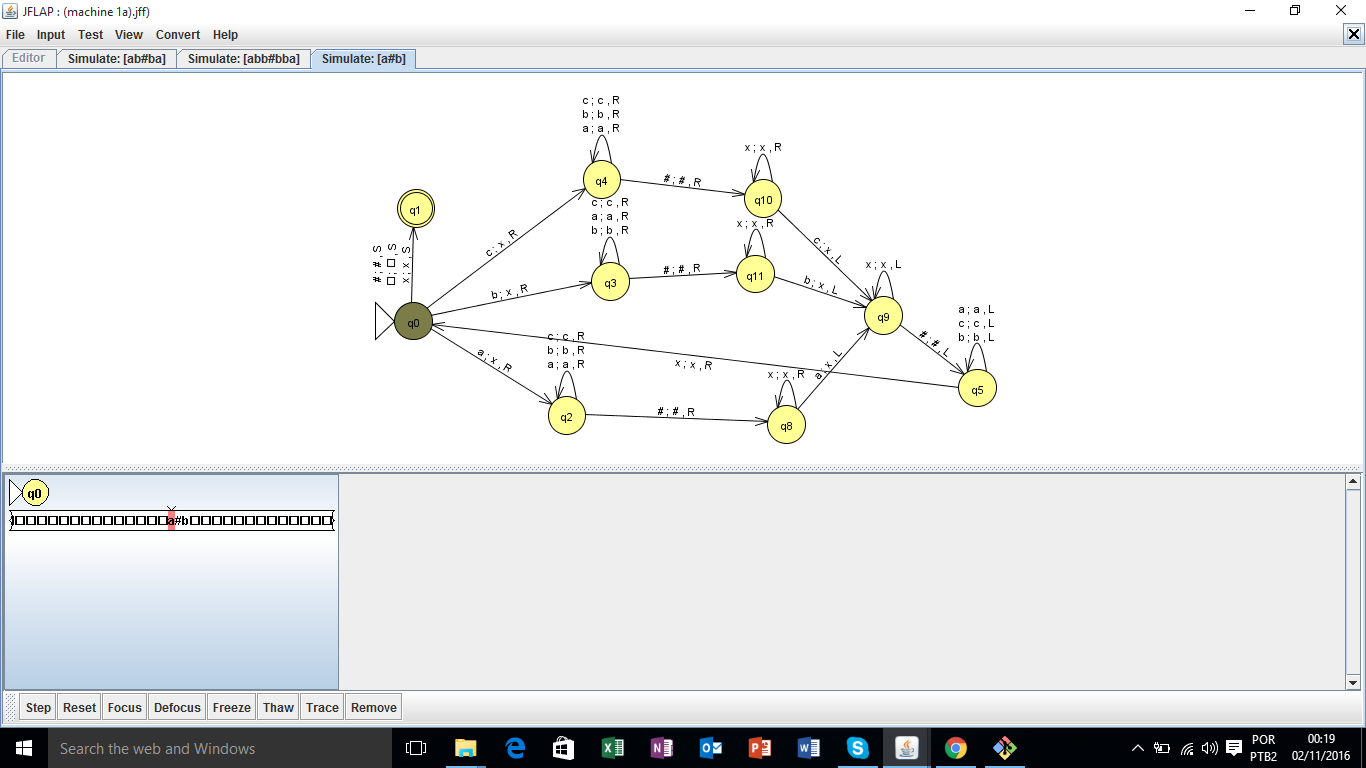 JFLAP : (machine 1a).jff)
File Input Test View Convert Help
Editor Simulate: [ab#ba] Simulate: [abb#bba] Simulate: [a#b]
c ; c , R
b ; b , R
a ; a , R
q4
#; #, R
x ; x , R
q10
q1
#; #, S
□; □, S
x ; x , S
c ; x , R
c ; c , R
a ; a , R
b ; b , R
q3
#; #, R
x ; x , R
q11
c ; x , L
b ; x , L
x ; x , L
q9
#; #, L
a ; a , L
c ; c , L
b ; b , L
q5
b ; x , R
q0
x ; x , R
a ; x , R
c ; c , R
b ; b , R
a ; a , R
q2
#; #, R
x ; x , R
q8
a ; x , L
q0
a#b
Step Reset Focus Defocus Freeze Thaw Trace Remove
Search the web and Windows
POR
PTB2
00:19
02/11/2016